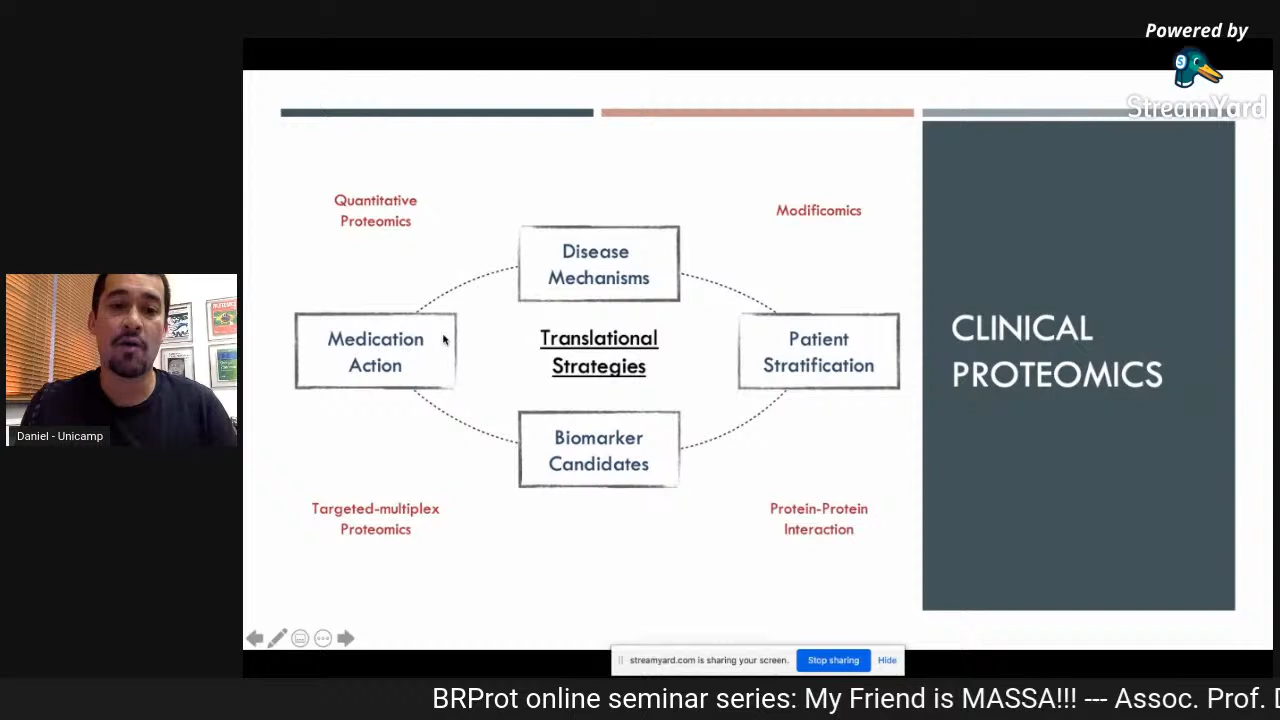 Powered by
StreamYard
Quantitative
Proteomics
Modificomics
Disease
Mechanisms
Medication
Action
Translational
Strategies
Patient
Stratification
CLINICAL
PROTEOMICS
Biomarker
Candidates
Daniel - Unicamp
Targeted-multiplex
Proteomics
Protein-Protein
Interaction
streamyard.com is sharing your screen. Stop sharing Hide
BRProt online seminar series: My Friend is MASSA!!! --- Assoc. Prof.